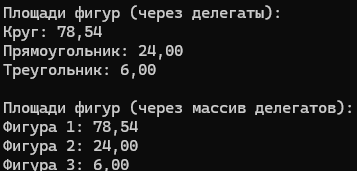 Площади фигур (через делегаты):
Круг: 78,54
Прямоугольник: 24,00
Треугольник: 6,00
Площади фигур (через массив делегатов):
Фигура 1: 78,54
Фигура 2: 24,00
Фигура 3: 6,00